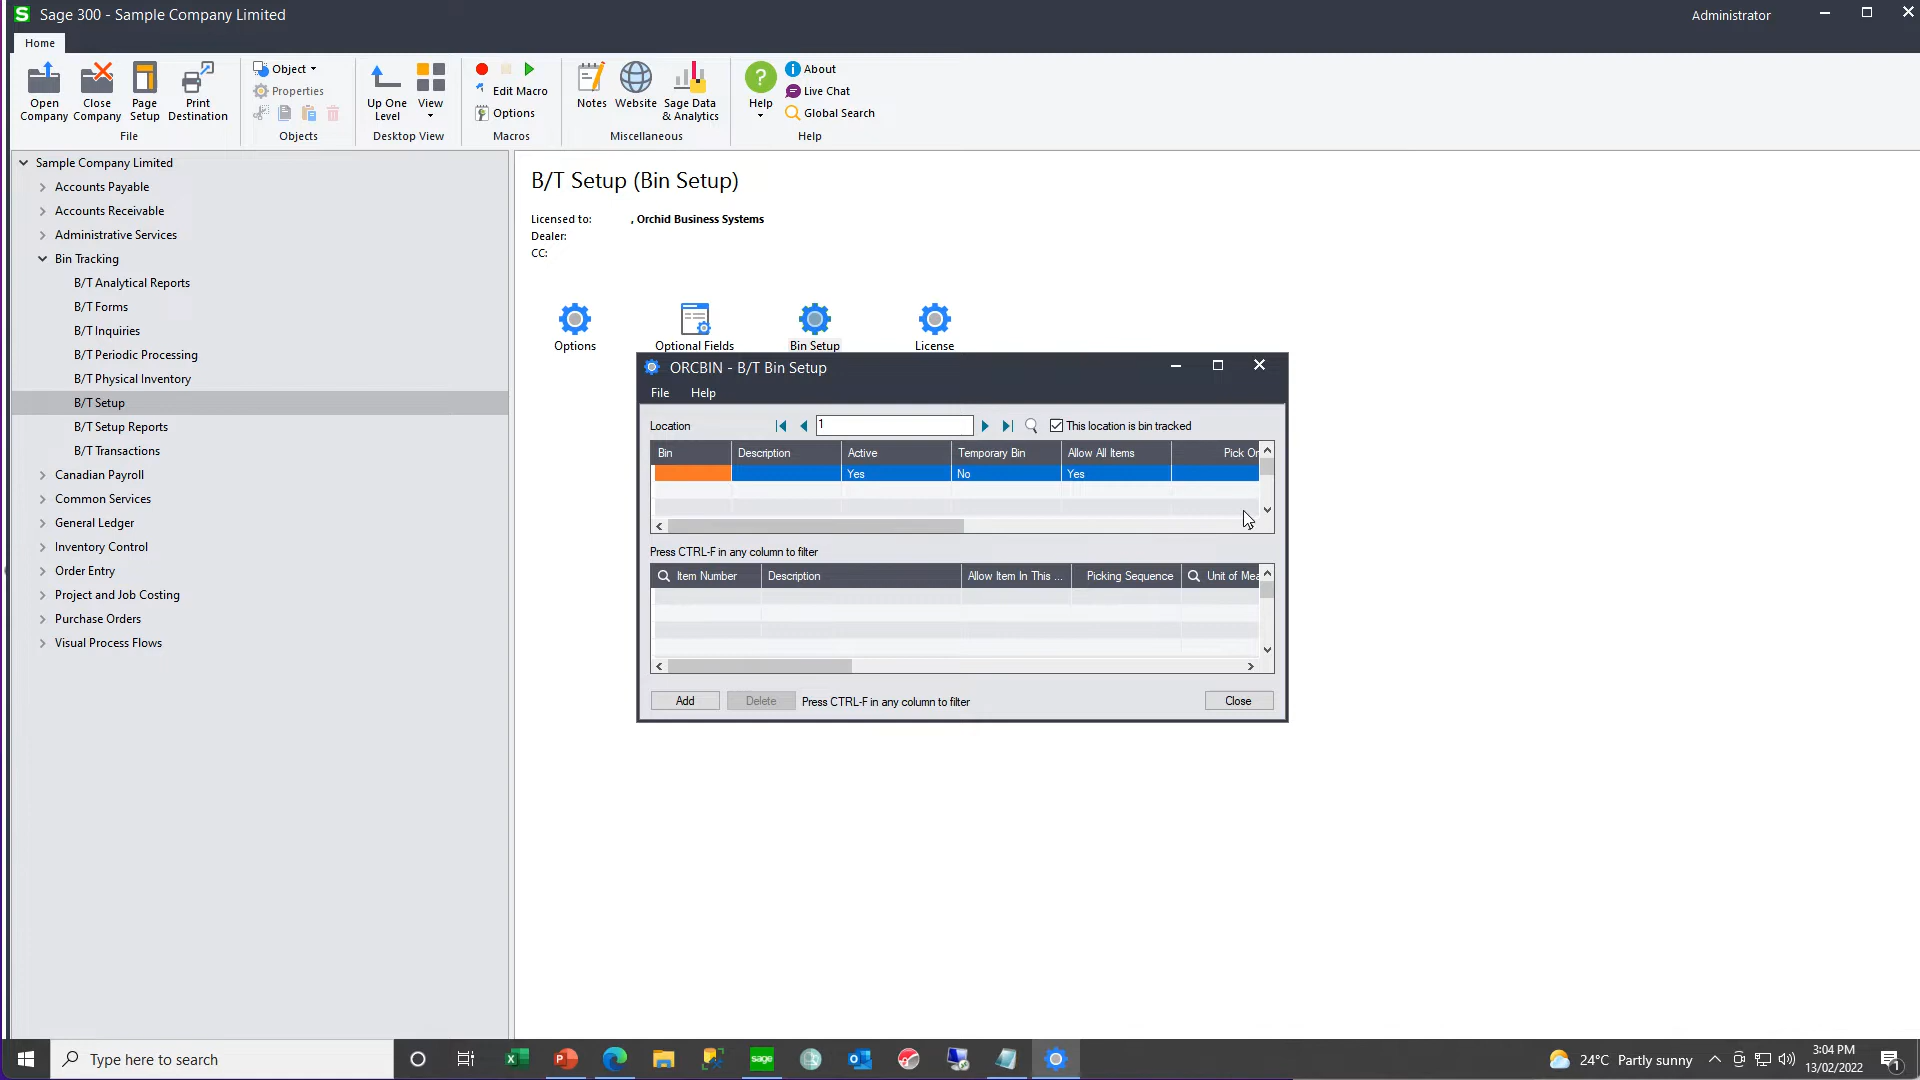 Sage 300 - Sample Company Limited
Administrator
Home
Open Company
Close Company
Page Setup
Print Destination
File
Object
Properties
Objects
Up One Level
View
Desktop View
Edit Macro
Options
Macros
Notes
Website
Sage Data & Analytics
Miscellaneous
Help
About
Live Chat
Global Search
Help
Sample Company Limited
Accounts Payable
Accounts Receivable
Administrative Services
Bin Tracking
B/T Analytical Reports
B/T Forms
B/T Inquiries
B/T Periodic Processing
B/T Physical Inventory
B/T Setup
B/T Setup Reports
B/T Transactions
Canadian Payroll
Common Services
General Ledger
Inventory Control
Order Entry
Project and Job Costing
Purchase Orders
Visual Process Flows
B/T Setup (Bin Setup)
Licensed to: , Orchid Business Systems
Dealer:
CC:
Options
Optional Fields
Bin Setup
License
ORCBIN - B/T Bin Setup
File Help
Location 1 This location is bin tracked
Bin Description Active Temporary Bin Allow All Items Pick Or
Yes No Yes
Press CTRL-F in any column to filter
Item Number Description Allow Item In This ... Picking Sequence Unit of Mea
Add Delete Press CTRL-F in any column to filter Close
Type here to search
sage
24°C Partly sunny
3:04 PM
13/02/2022
1